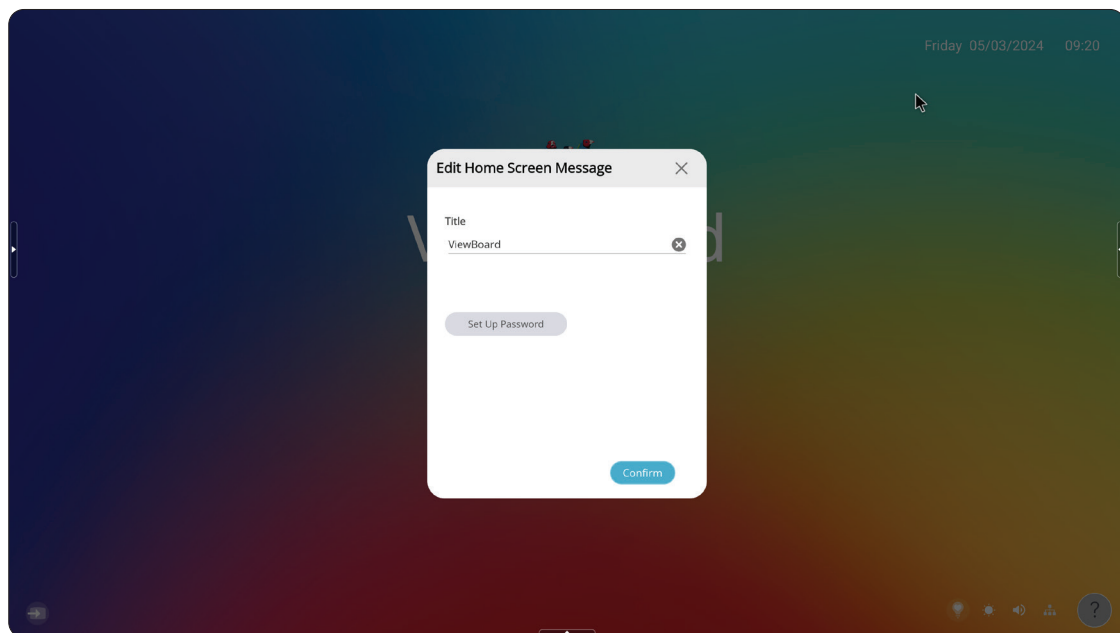 Friday 05/03/2024 09:20
Edit Home Screen Message
Title
ViewBoard
Set Up Password
Confirm
?